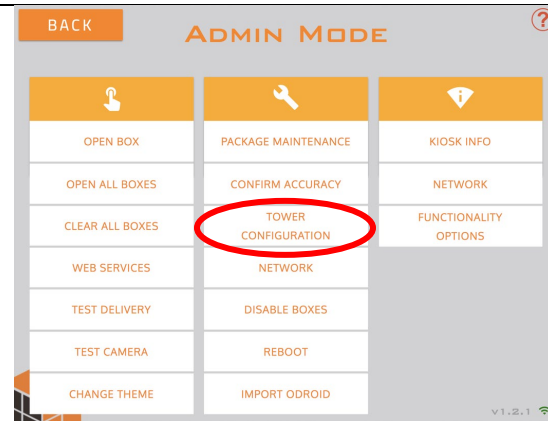 BACK
ADMIN MODE
?
OPEN BOX
OPEN ALL BOXES
CLEAR ALL BOXES
WEB SERVICES
TEST DELIVERY
TEST CAMERA
CHANGE THEME
PACKAGE MAINTENANCE
CONFIRM ACCURACY
TOWER
CONFIGURATION
NETWORK
DISABLE BOXES
REBOOT
IMPORT ODROID
KIOSK INFO
NETWORK
FUNCTIONALITY
OPTIONS
v1.2.1